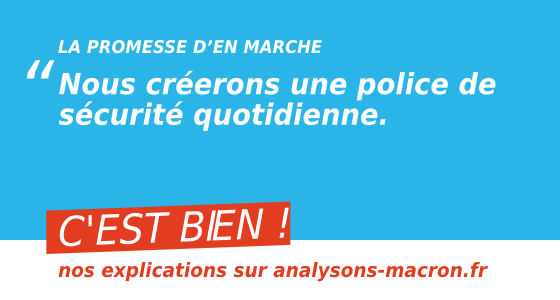 LA PROMESSE D’EN MARCHE
“ Nous créerons une police de
sécurité quotidienne.
C'EST BIEN !
nos explications sur analysons-macron.fr